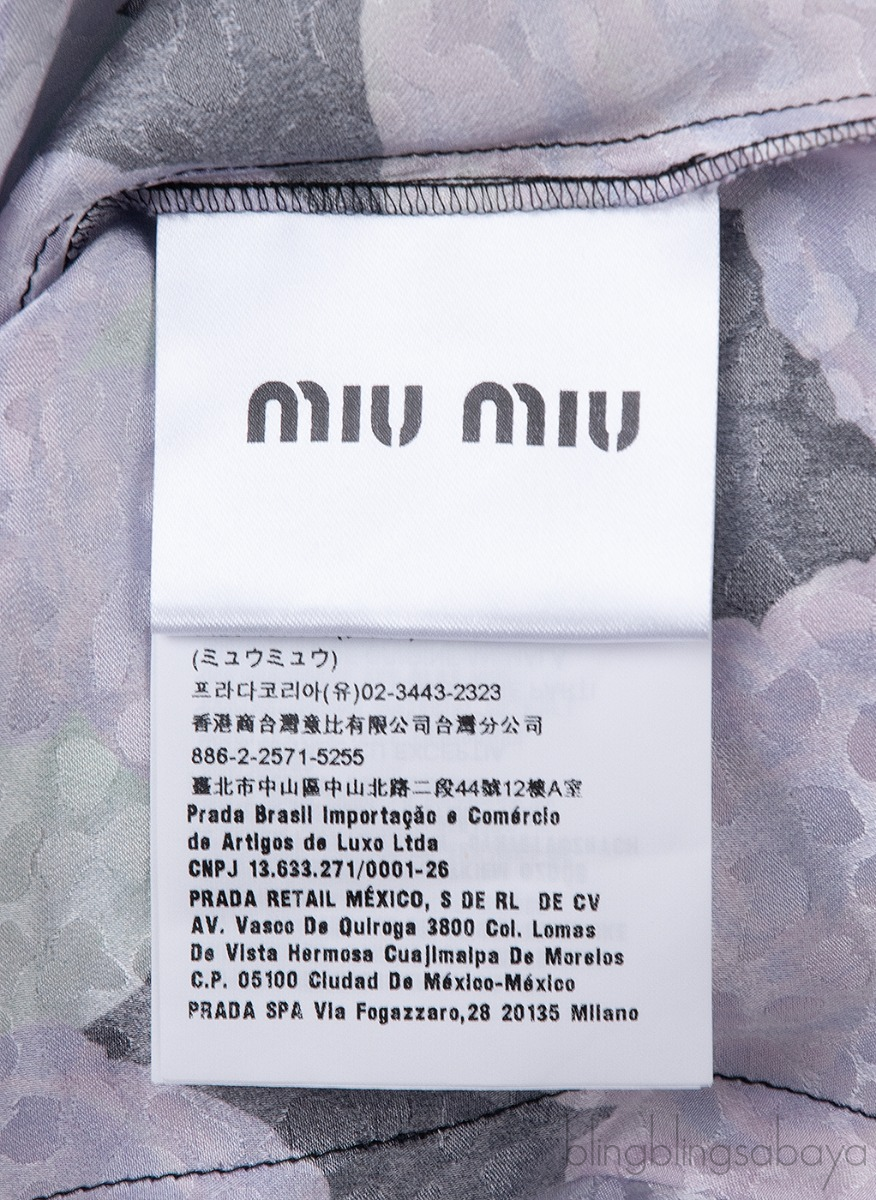 miu miu
(ミュウミュウ)
프라다코리아(유)02-3443-2323
香港商台灣意比有限公司台灣分公司
886-2-2571-5255
臺北市中山區中山北路二段44號12樓A室
Prada Brasil Importação e Comércio
de Artigos de Luxo Ltda
CNPJ 13.633.271/0001-26
PRADA RETAIL MÉXICO, S DE RL DE CV
AV. Vasco De Quiroga 3800 Col. Lomas
De Vista Hermosa Cuajimalpa De Morelos
C.P. 05100 Ciudad De México-México
PRADA SPA Via Fogazzaro,28 20135 Milano
blingblingsabaya